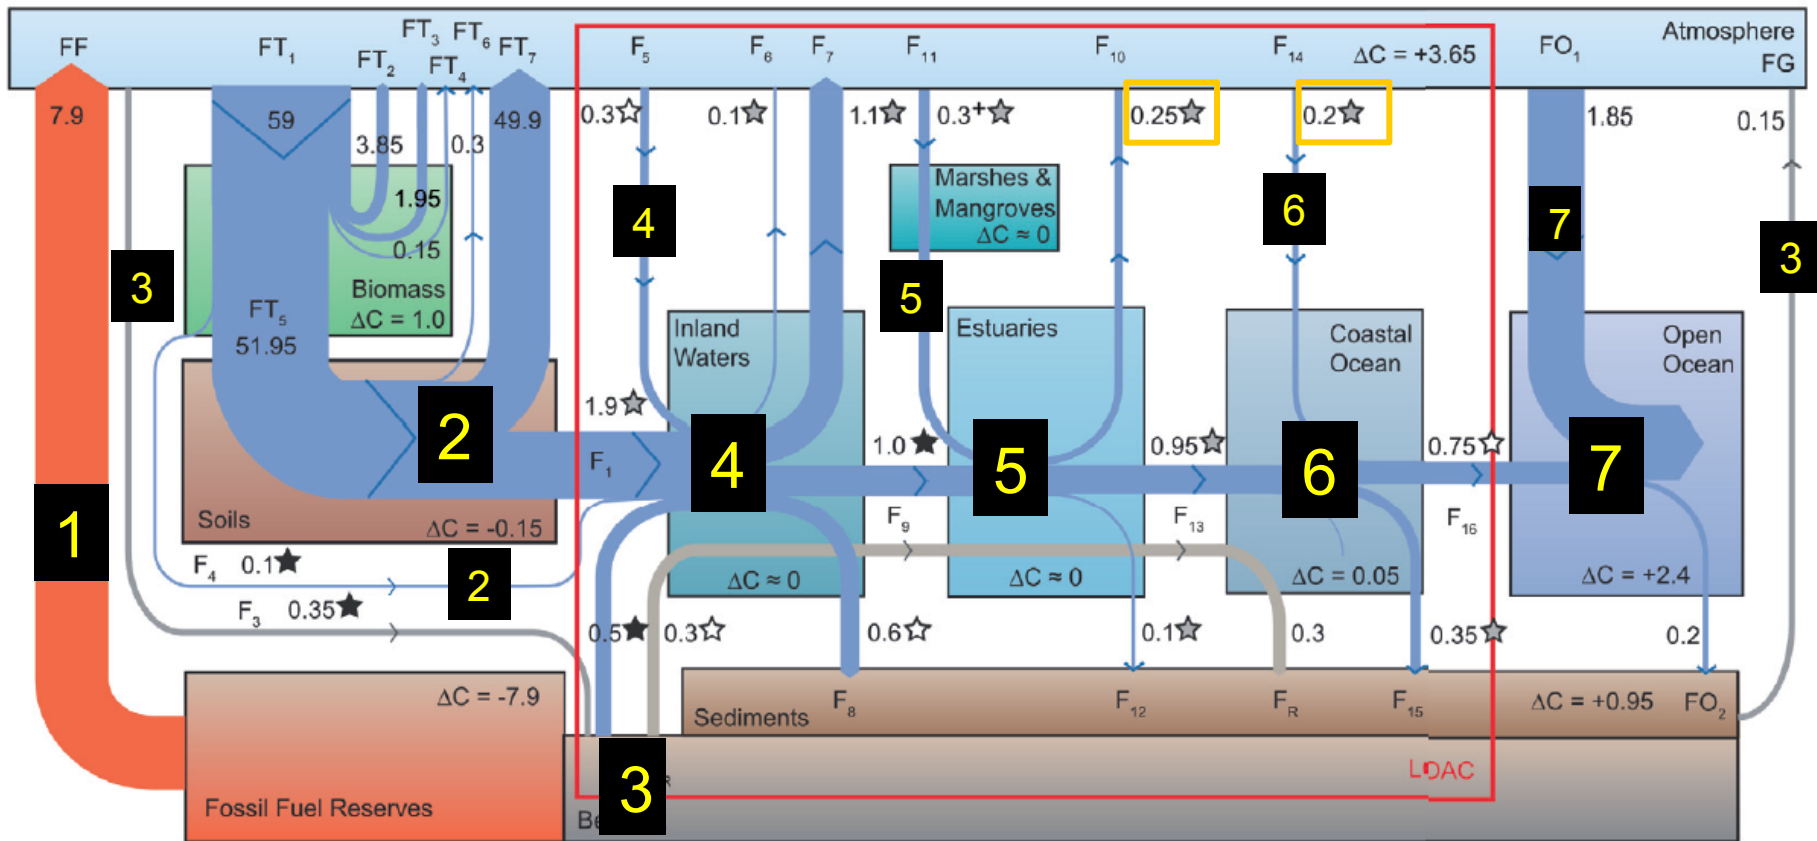 FF
FT1
FT2
FT3
FT4
FT6
FT7
F5
F6
F7
F11
F10
F14
ΔC = +3.65
FO1
Atmosphere
FG
7.9
59
3.85
0.3
49.9
0.3☆
0.1★
1.1★
0.3+★
0.25★
0.2★
1.85
0.15
1.95
0.15
Biomass
ΔC = 1.0
FT5
51.95
3
4
Marshes &
Mangroves
ΔC ≈ 0
5
6
7
3
Inland
Waters
Estuaries
Coastal
Ocean
Open
Ocean
1.9★
2
F1
4
1.0★
5
0.95★
6
0.75☆
7
1
Soils
ΔC = -0.15
F9
F13
F16
F4
0.1★
2
ΔC ≈ 0
ΔC ≈ 0
ΔC = 0.05
ΔC = +2.4
F3
0.35★
0.5★
0.3☆
0.6☆
0.1★
0.3
0.35★
0.2
ΔC = -7.9
Sediments
F8
F12
FR
F15
ΔC = +0.95
FO2
3
R
LOAC
Fossil Fuel Reserves
Be